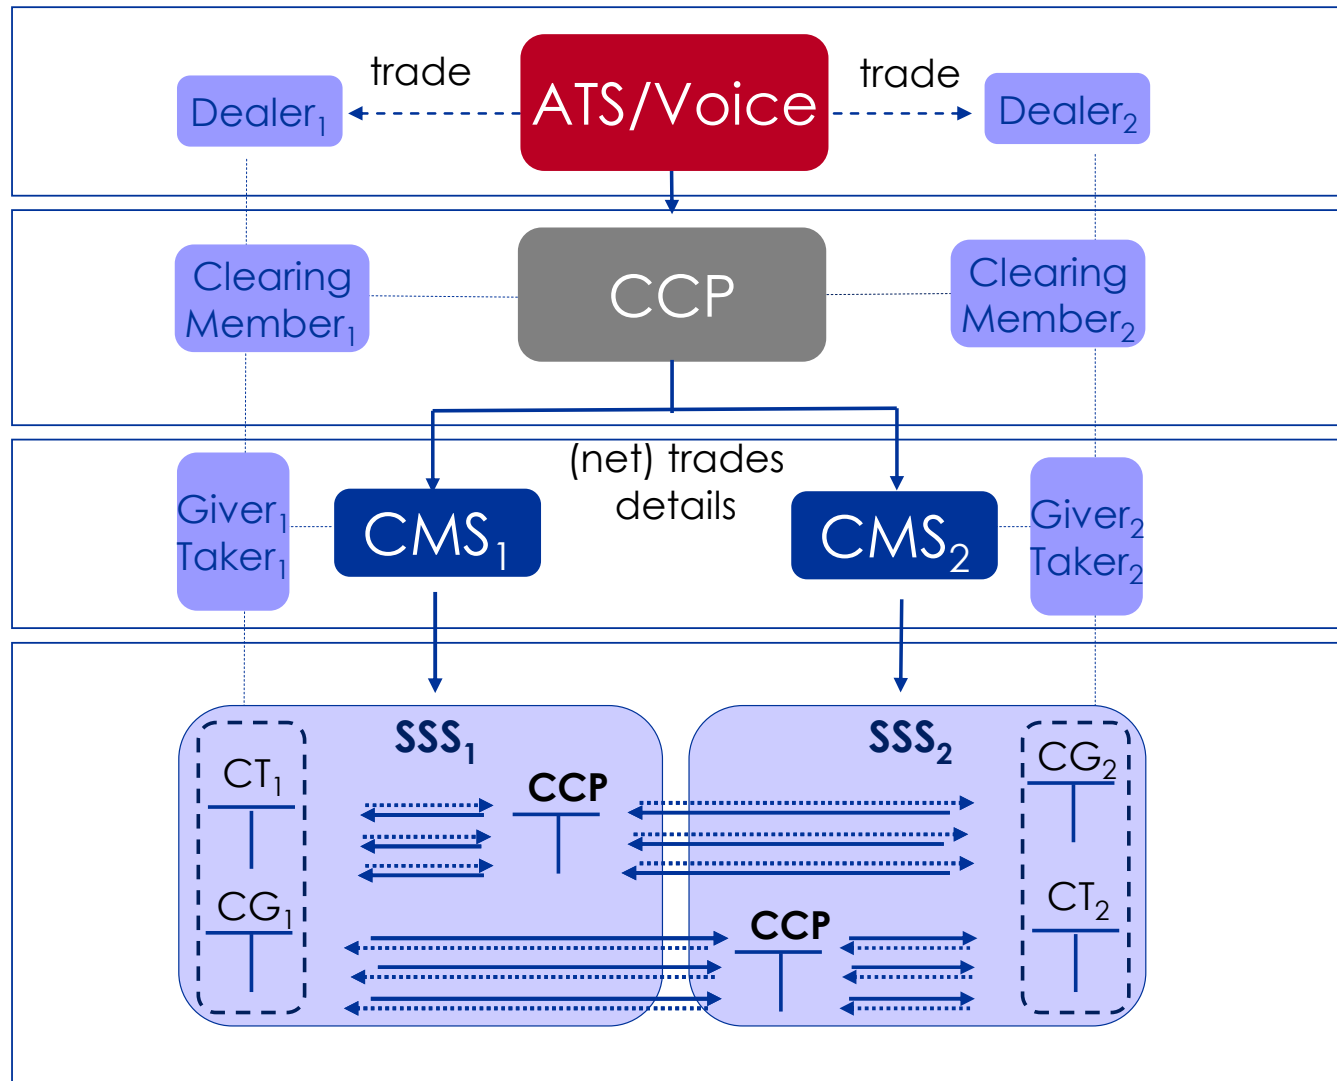 trade
trade
Dealer₁
ATS/Voice
Dealer₂
Clearing
Member₁
CCP
Clearing
Member₂
(net) trades
details
Giver₁
Taker₁
CMS₁
CMS₂
Giver₂
Taker₂
SSS₁
SSS₂
CT₁
CCP
CG₂
CG₁
CCP
CT₂